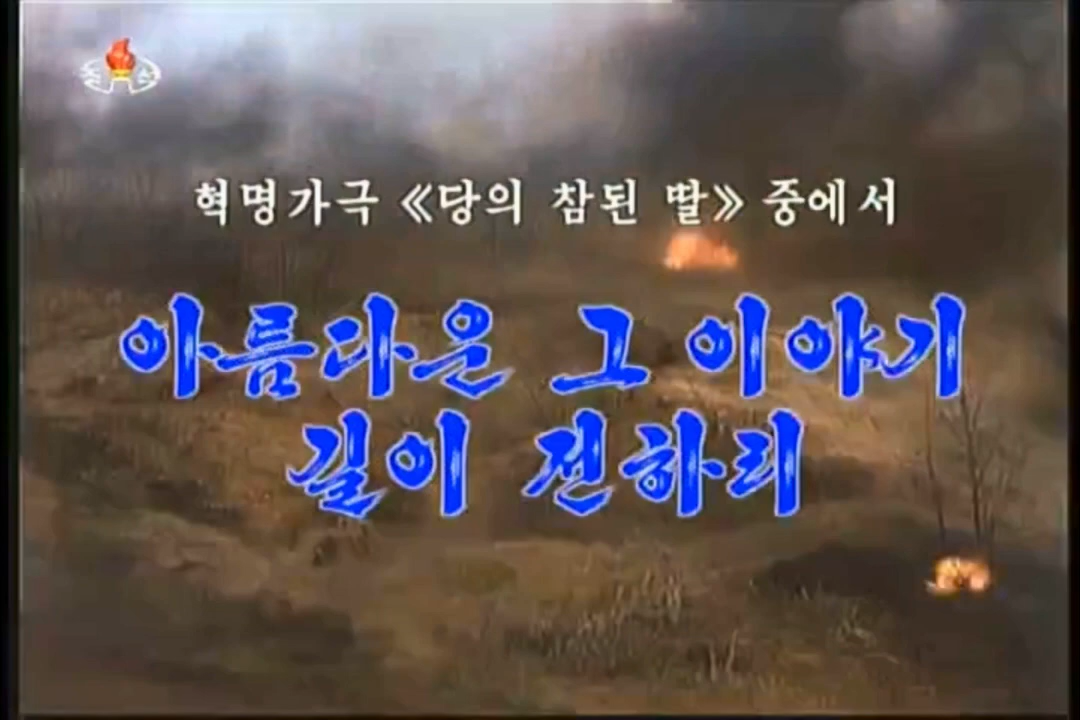 혁명가극 《당의 참된 딸》 중에서
아름다운 그 이야기
길이 전하리